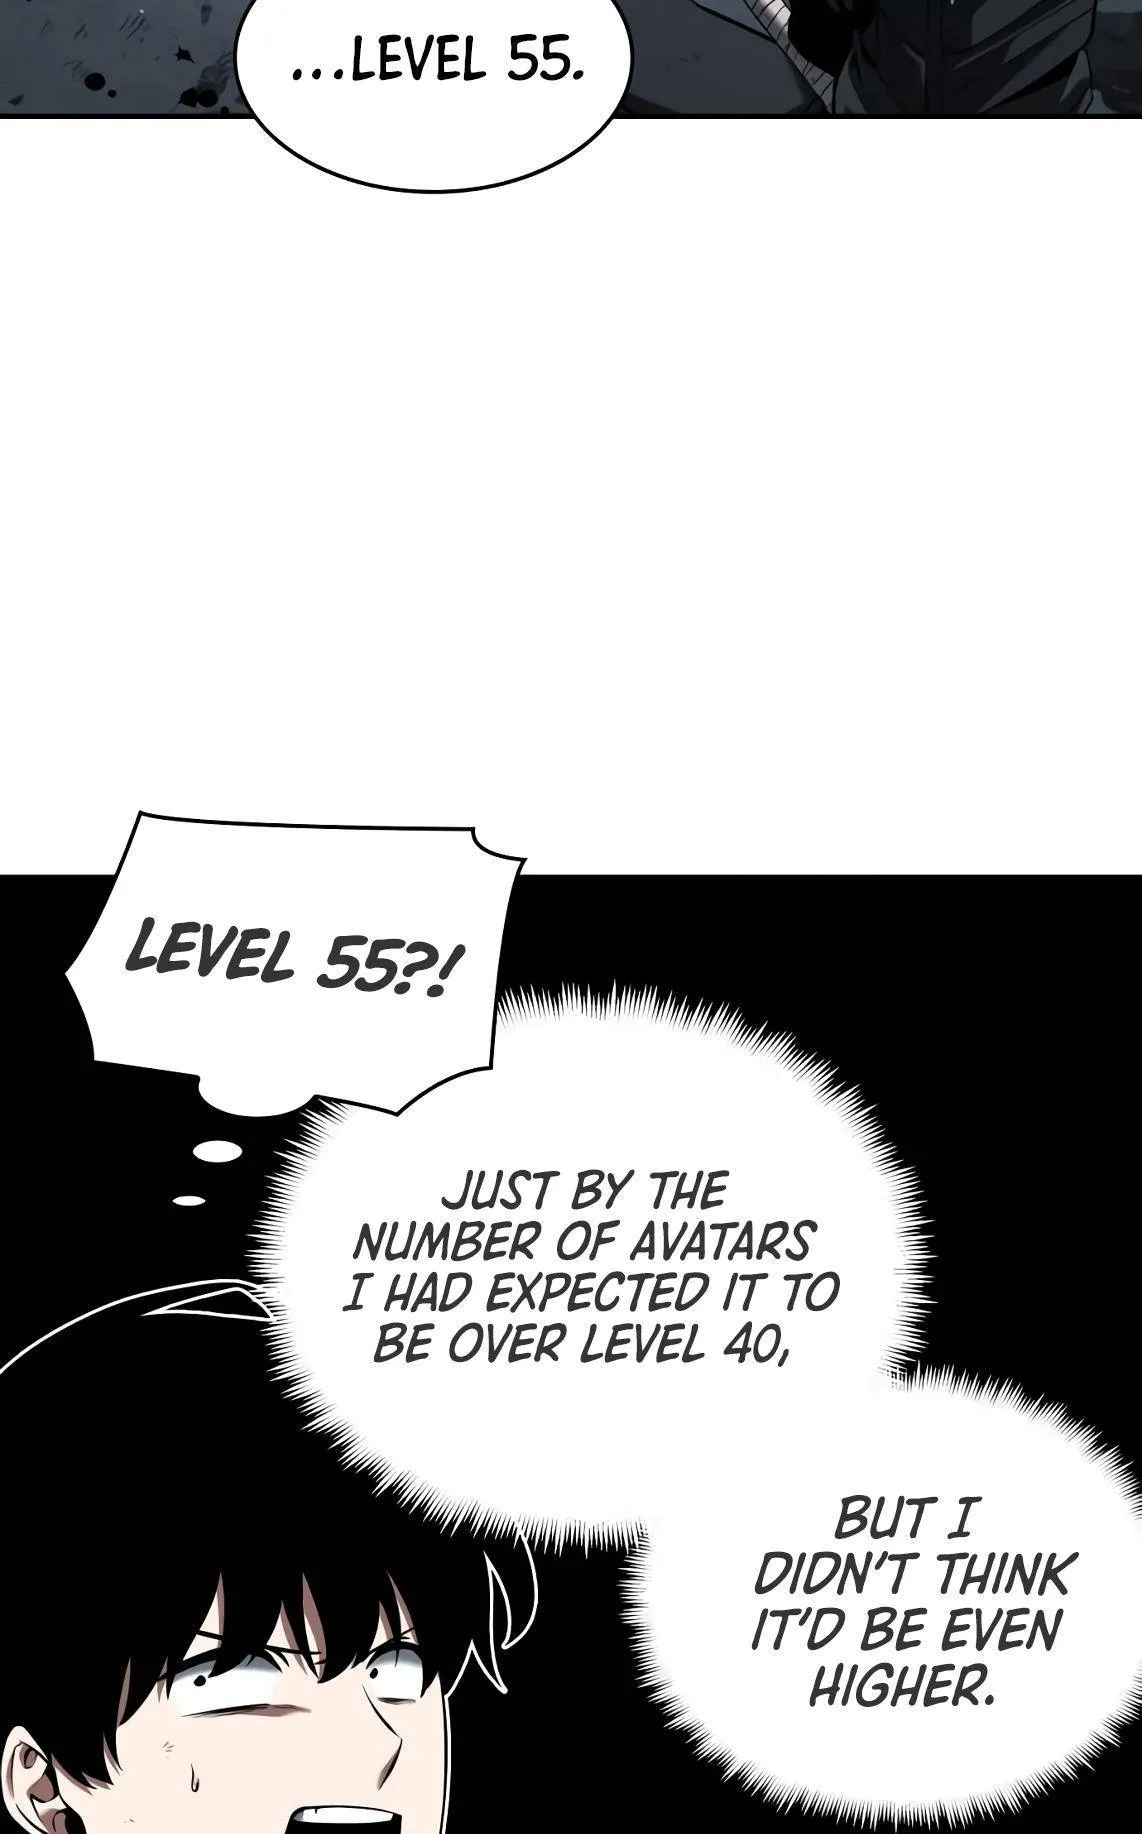 ...LEVEL 55.
LEVEL 55?!
JUST BY THE
NUMBER OF AVATARS
I HAD EXPECTED IT TO
BE OVER LEVEL 40,
BUT I
DIDN'T THINK
IT'D BE EVEN
HIGHER.